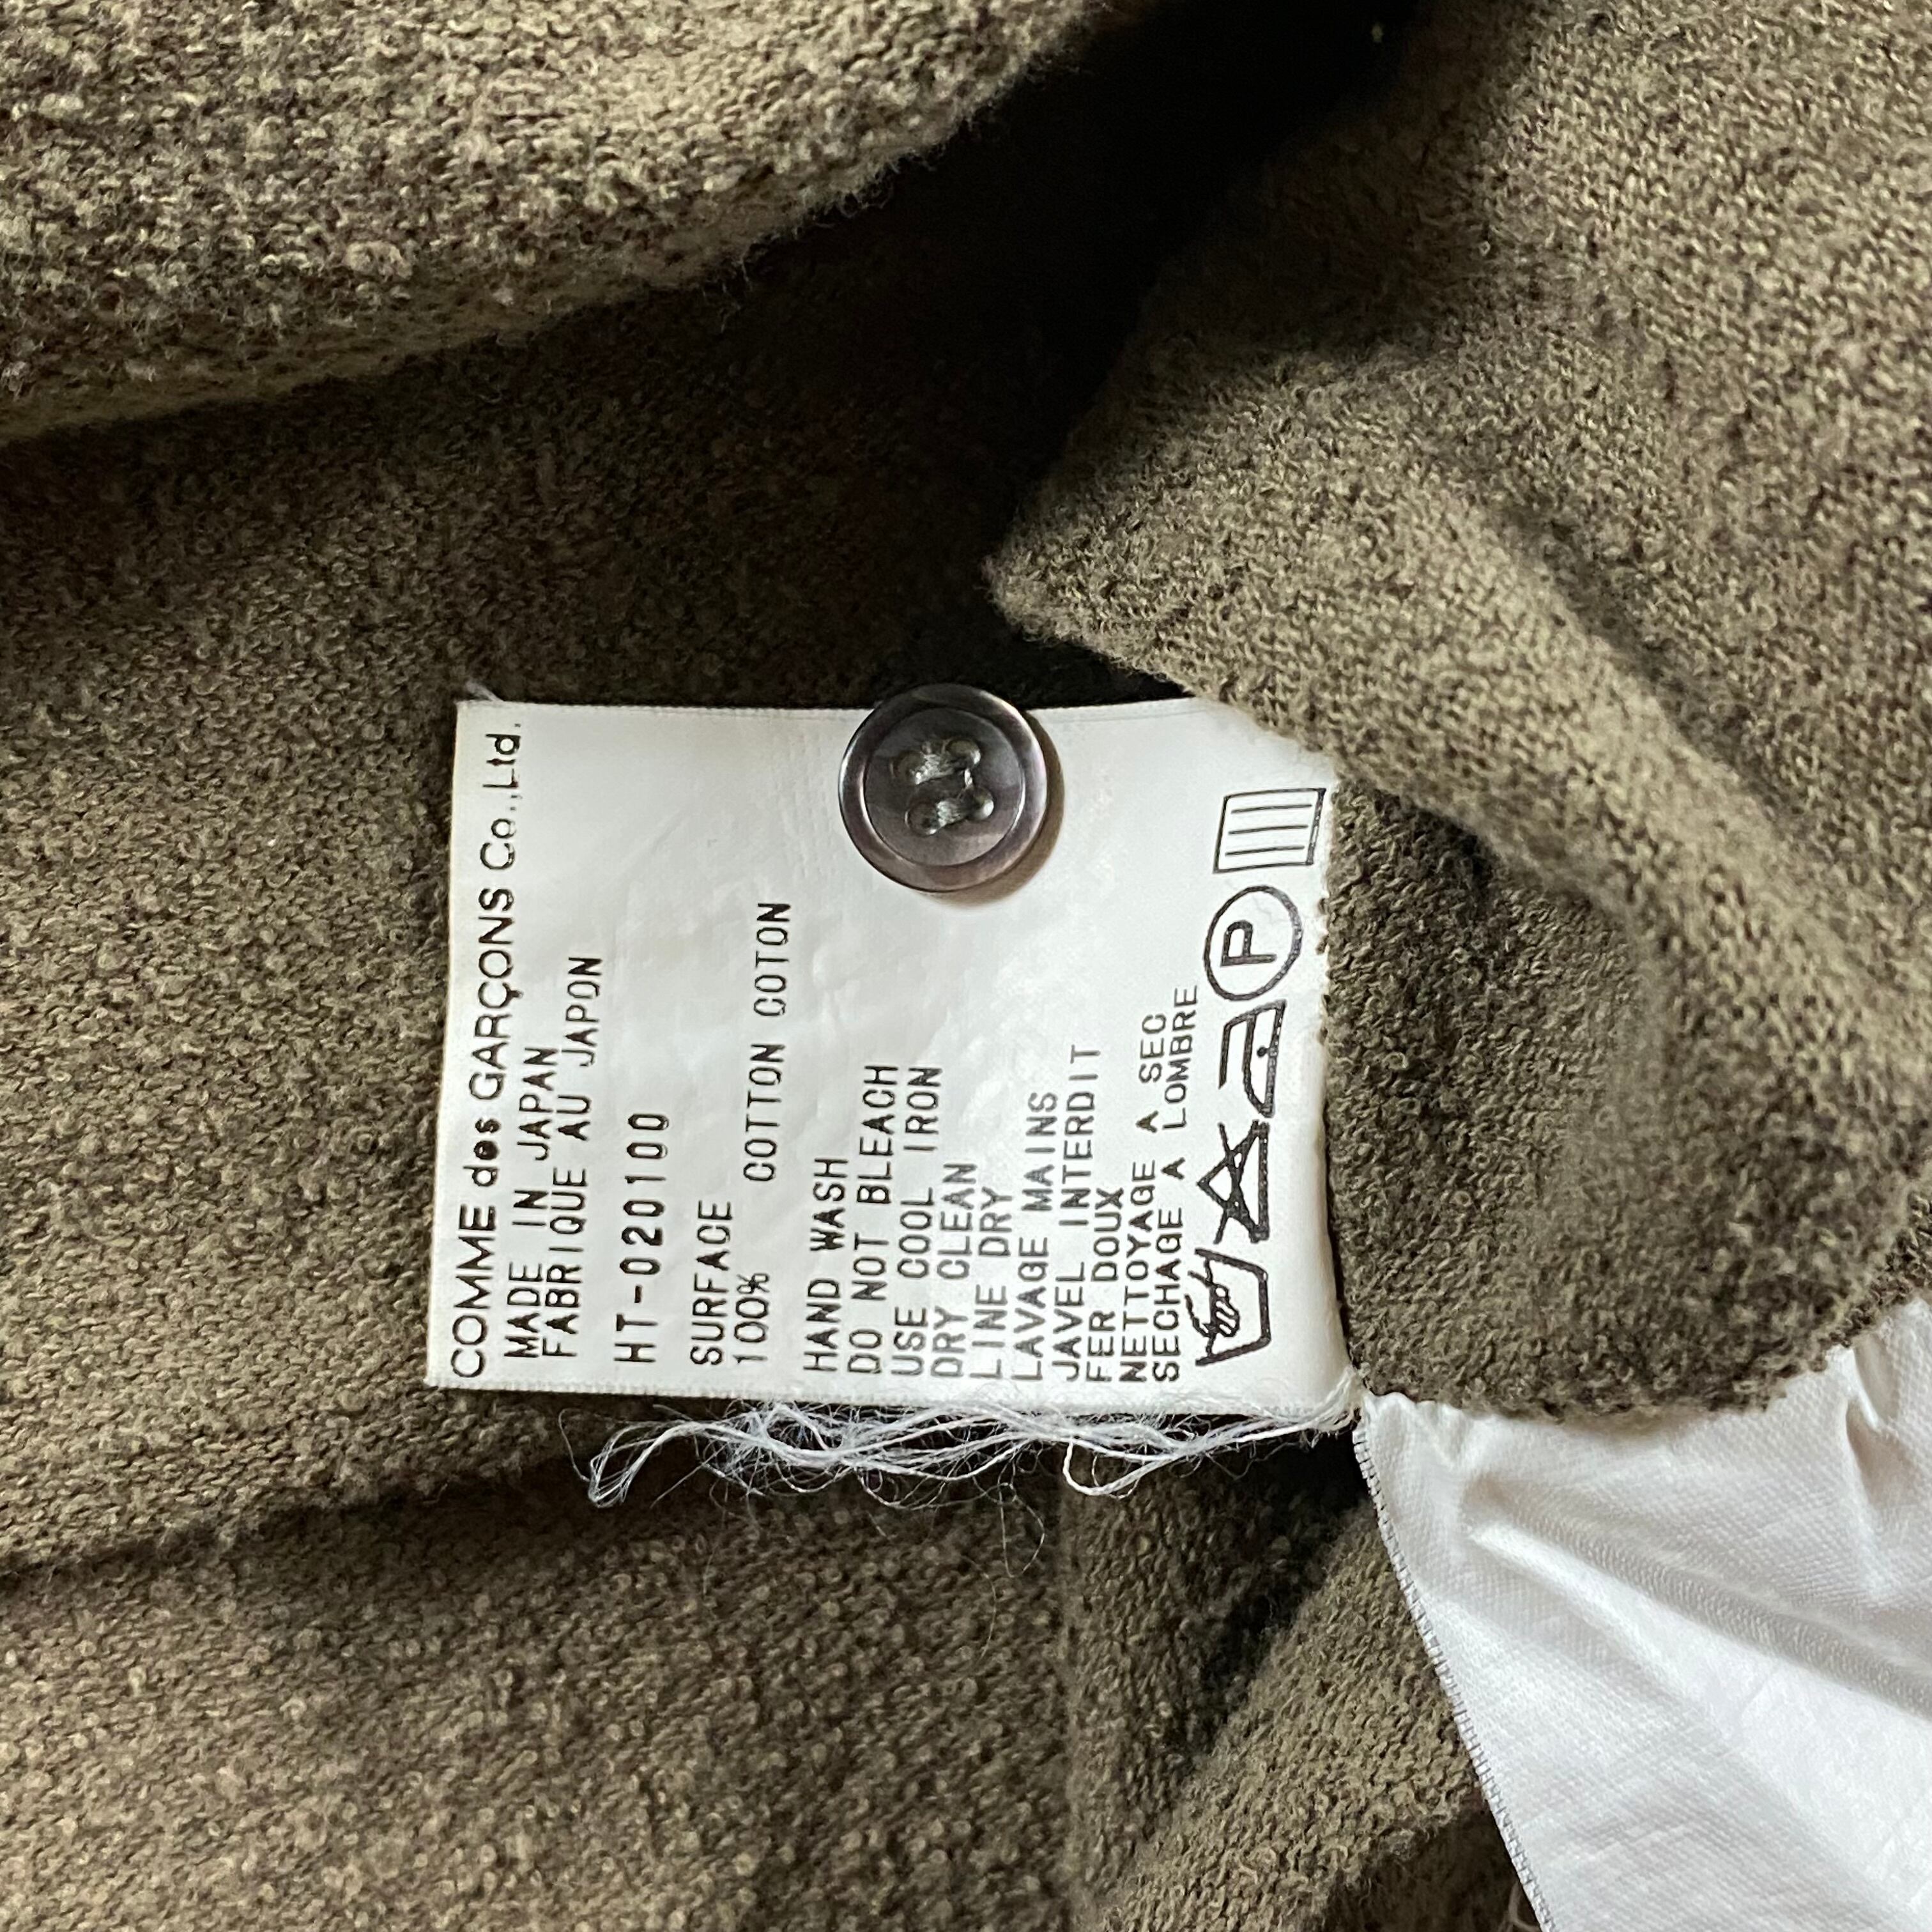 COMME des GARÇONS Co.,Ltd.
MADE IN JAPAN
FABRIQUE AU JAPON
HT-020100
SURFACE
100% COTTON COTON
HAND WASH
DO NOT BLEACH
USE COOL IRON
DRY CLEAN
LINE DRY
LAVAGE MAINS
JAVEL INTERDIT
FER DOUX
NETTOYAGE A SEC
SECHAGE A LOMBRE
P